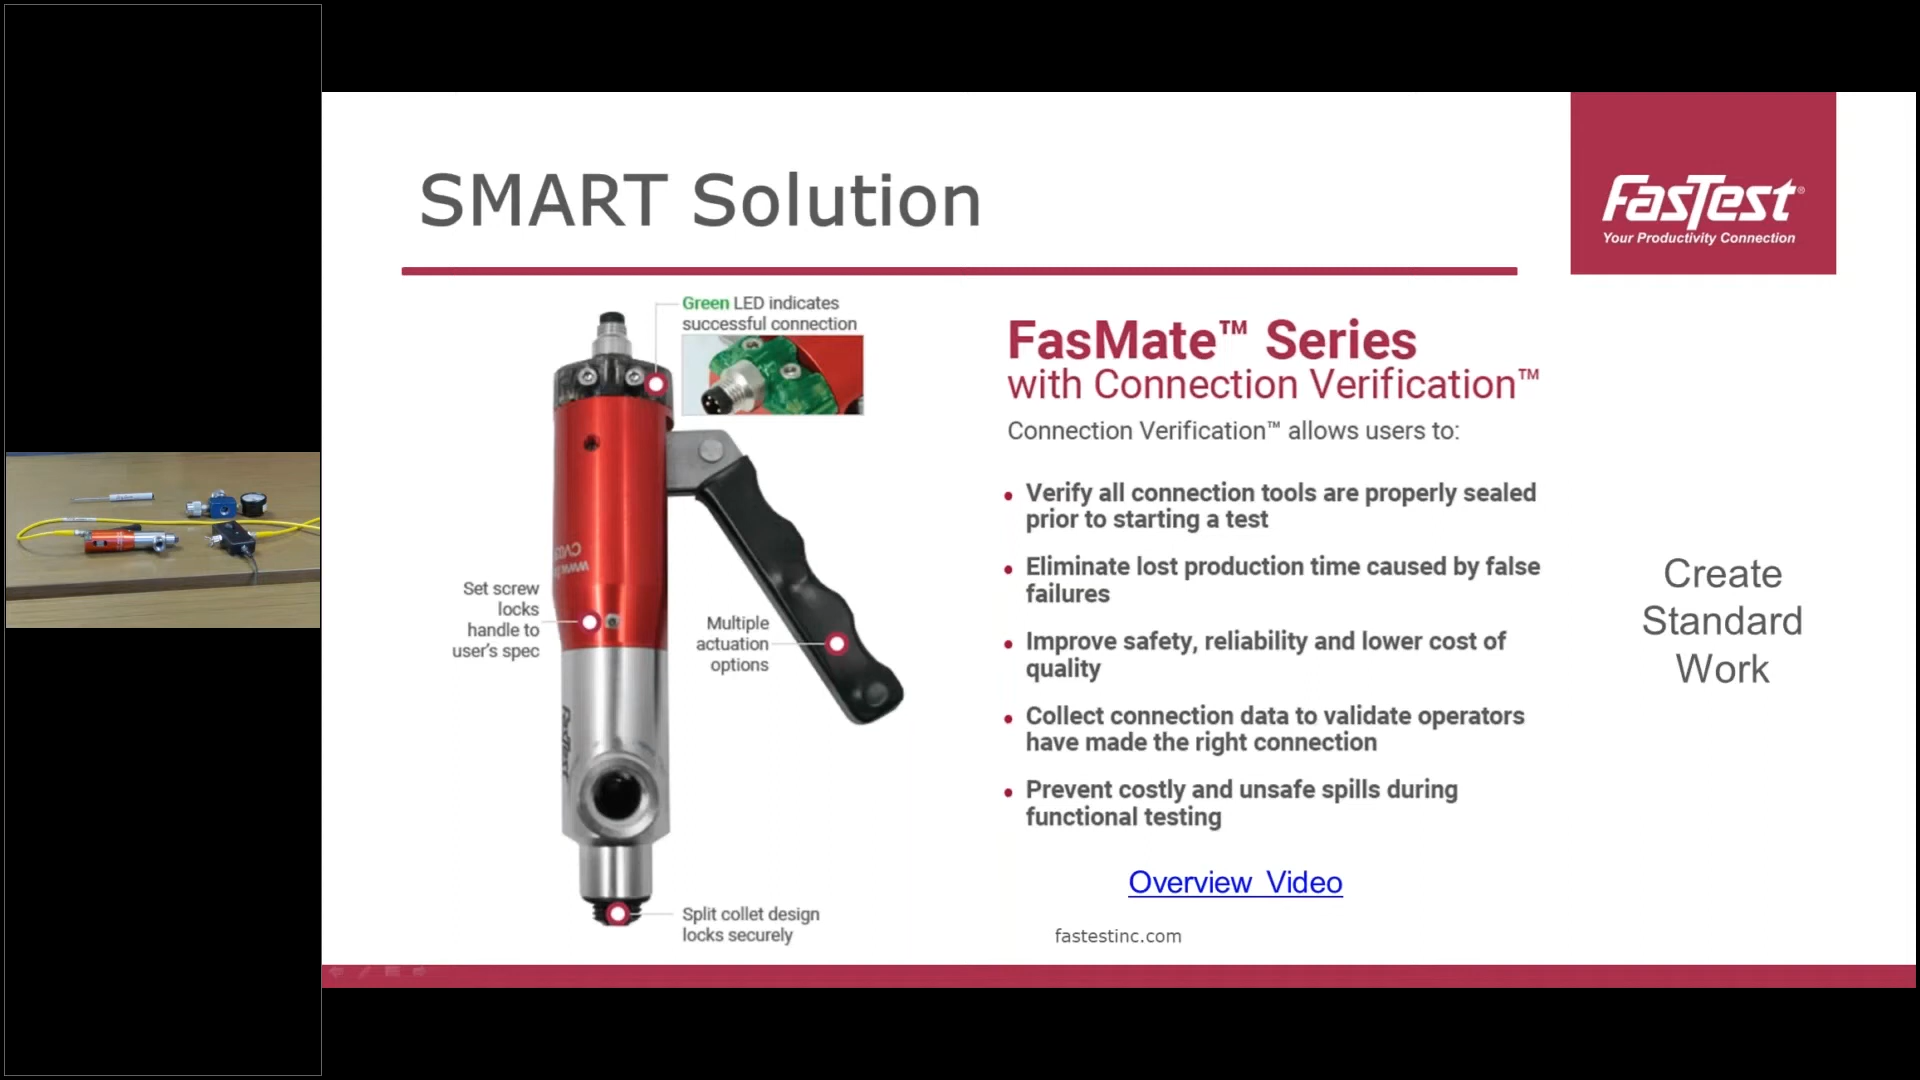 SMART Solution
FasTest®
Your Productivity Connection
Green LED indicates
successful connection
Set screw
locks
handle to
user's spec
Multiple
actuation
options
Split collet design
locks securely
FasTest
FasMate™ Series
with Connection Verification™
Connection Verification™ allows users to:
• Verify all connection tools are properly sealed
prior to starting a test
• Eliminate lost production time caused by false
failures
• Improve safety, reliability and lower cost of
quality
• Collect connection data to validate operators
have made the right connection
• Prevent costly and unsafe spills during
functional testing
Overview Video
fastestinc.com
Create
Standard
Work